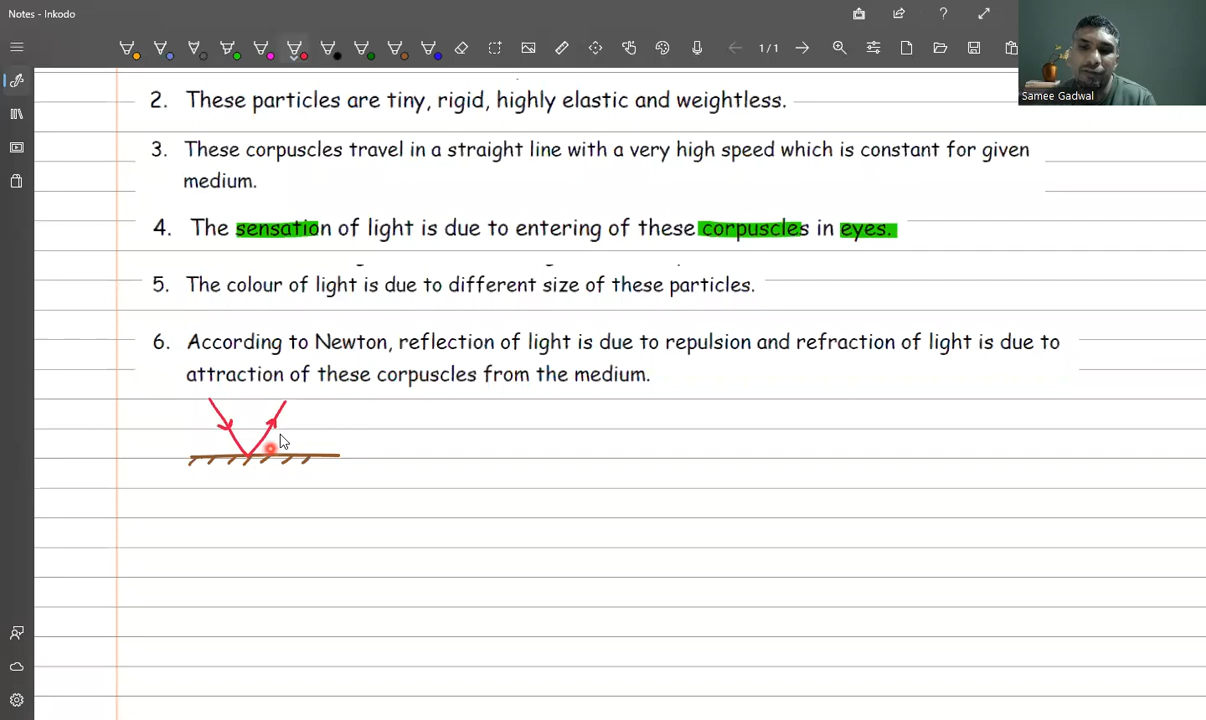 Notes - Inkodo
1/1
Samee Gadwal
2. These particles are tiny, rigid, highly elastic and weightless.
3. These corpuscles travel in a straight line with a very high speed which is constant for given
medium.
4. The sensation of light is due to entering of these corpuscles in eyes.
5. The colour of light is due to different size of these particles.
6. According to Newton, reflection of light is due to repulsion and refraction of light is due to
attraction of these corpuscles from the medium.